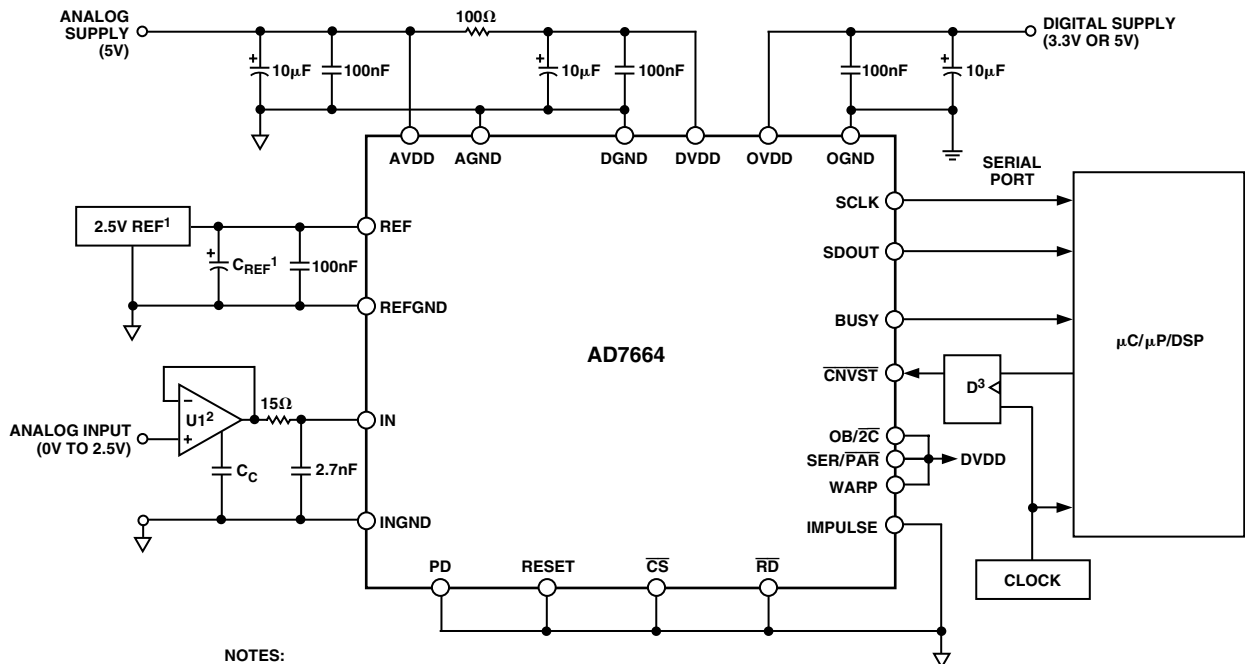 ANALOG
SUPPLY
(5V)
100Ω
DIGITAL SUPPLY
(3.3V OR 5V)
+
10μF
100nF
+
10μF
100nF
100nF
+
10μF
AVDD
AGND
DGND
DVDD
OVDD
OGND
SERIAL
PORT
2.5V REF¹
REF
+
C_REF¹
100nF
REFGND
SCLK
SDOUT
BUSY
CNVST
μC/μP/DSP
D³
AD7664
ANALOG INPUT
(0V TO 2.5V)
−
U1²
+
15Ω
IN
C_C
2.7nF
INGND
OB/2C
SER/PAR
WARP
DVDD
IMPULSE
CLOCK
PD
RESET
CS
RD
NOTES: